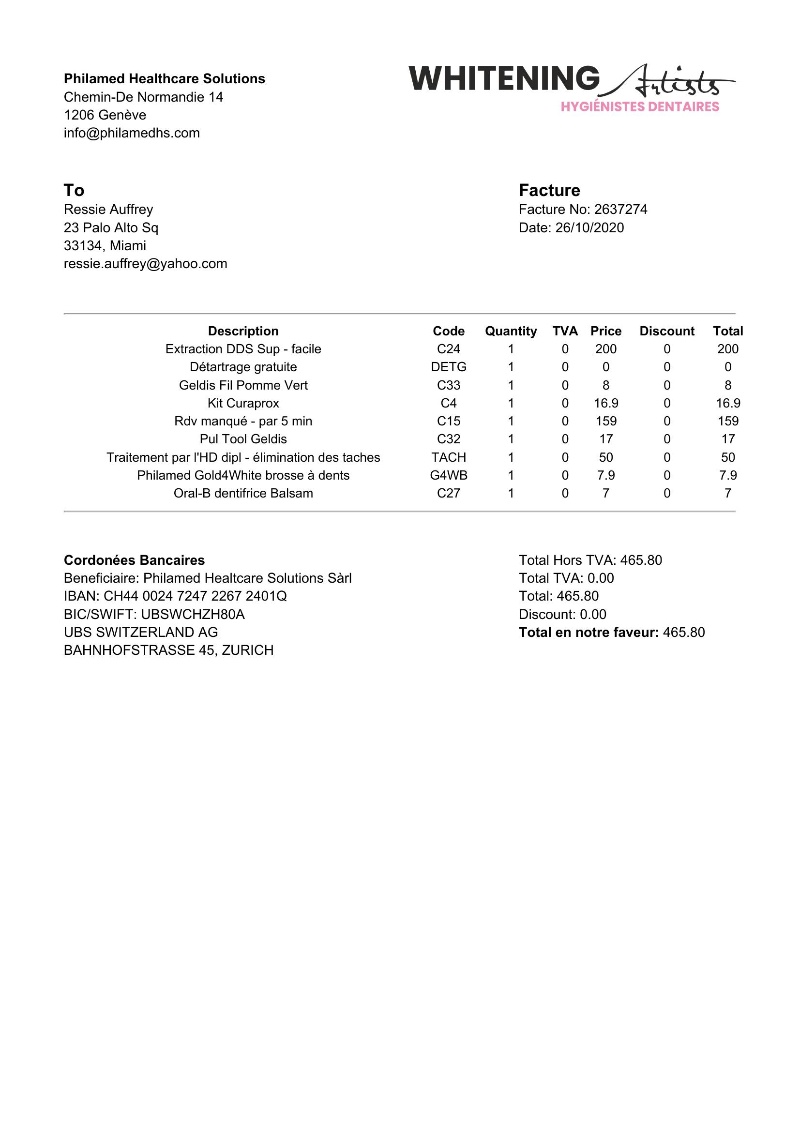 Philamed Healthcare Solutions
Chemin-De Normandie 14
1206 Genève
info@philamedhs.com
WHITENING Artists
HYGIÉNISTES DENTAIRES
To
Ressie Auffrey
23 Palo Alto Sq
33134, Miami
ressie.auffrey@yahoo.com
Facture
Facture No: 2637274
Date: 26/10/2020
Description Code Quantity TVA Price Discount Total
Extraction DDS Sup - facile C24 1 0 200 0 200
Détartrage gratuite DETG 1 0 0 0 0
Geldis Fil Pomme Vert C33 1 0 8 0 8
Kit Curaprox C4 1 0 16.9 0 16.9
Rdv manqué - par 5 min C15 1 0 159 0 159
Pul Tool Geldis C32 1 0 17 0 17
Traitement par l'HD dipl - élimination des taches TACH 1 0 50 0 50
Philamed Gold4White brosse à dents G4WB 1 0 7.9 0 7.9
Oral-B dentifrice Balsam C27 1 0 7 0 7
Cordonées Bancaires
Beneficiaire: Philamed Healtcare Solutions Sàrl
IBAN: CH44 0024 7247 2267 2401Q
BIC/SWIFT: UBSWCHZH80A
UBS SWITZERLAND AG
BAHNHOFSTRASSE 45, ZURICH
Total Hors TVA: 465.80
Total TVA: 0.00
Total: 465.80
Discount: 0.00
Total en notre faveur: 465.80